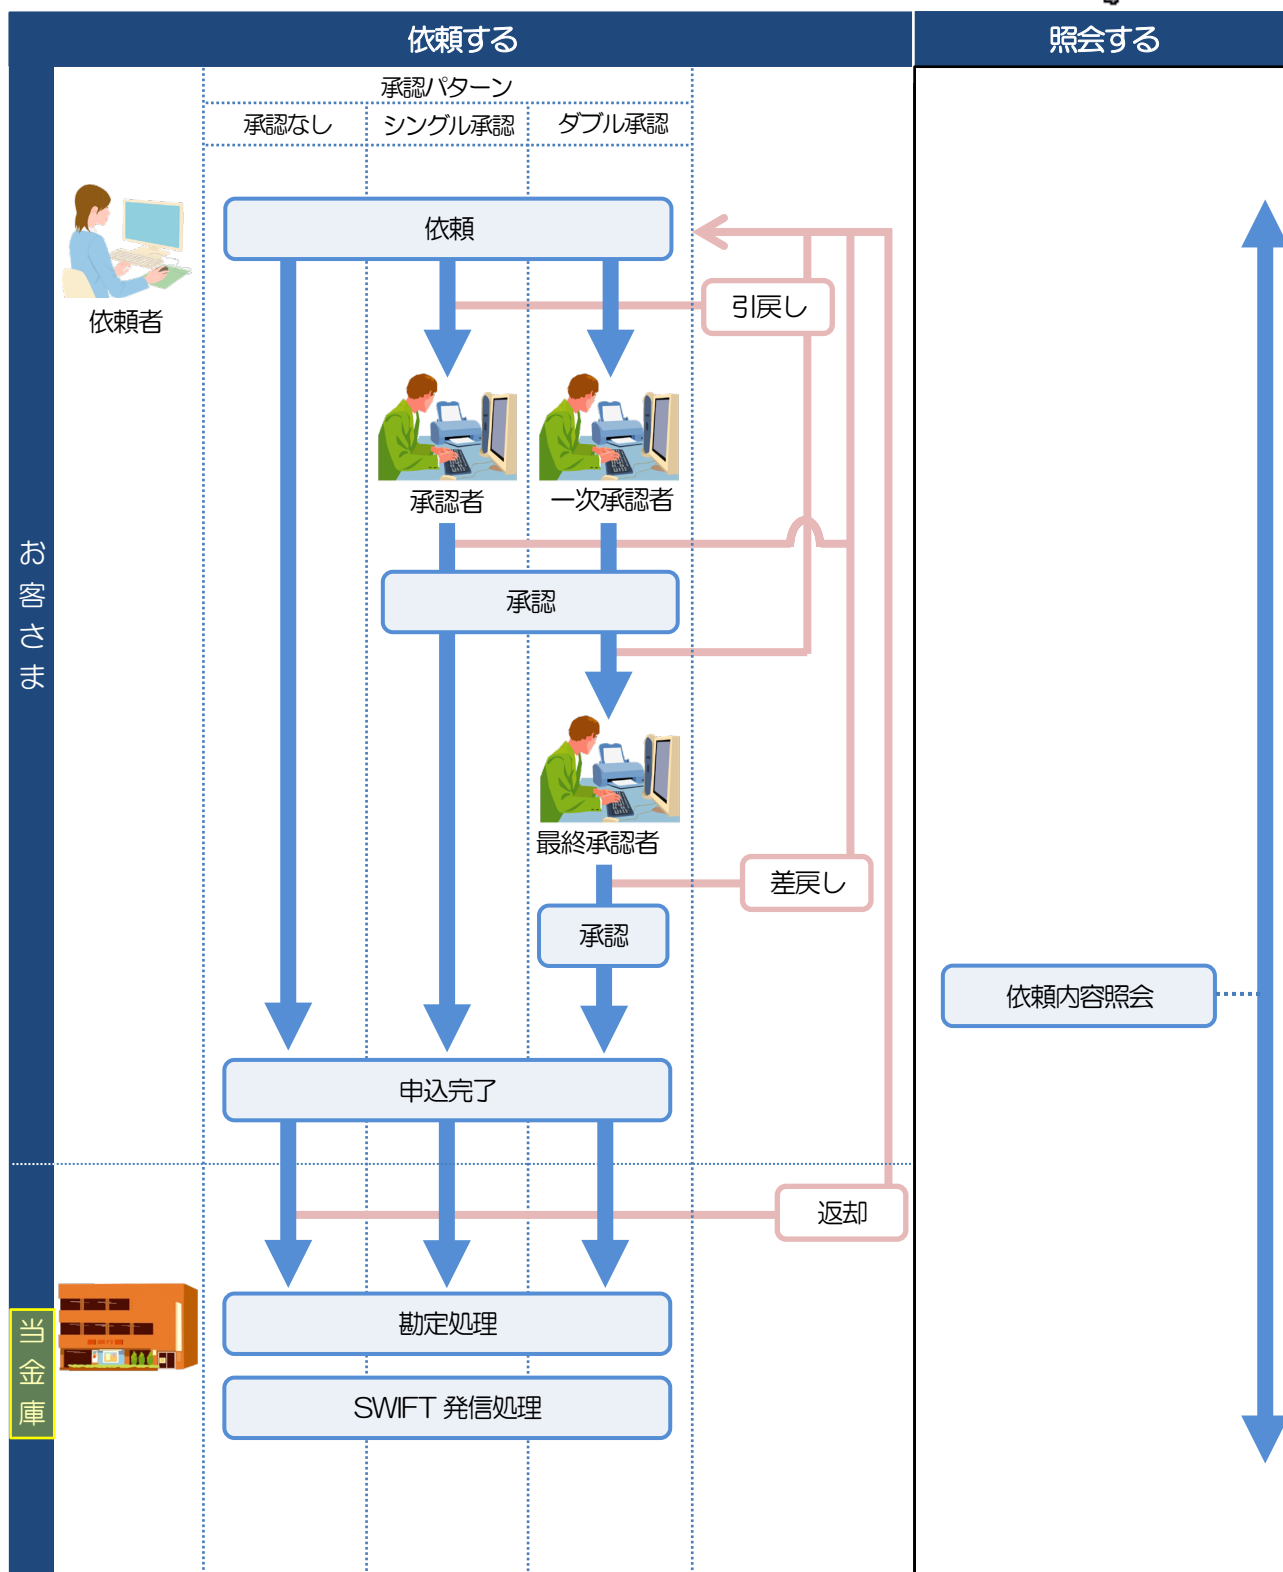 依頼する
照会する
承認パターン
承認なし
シングル承認
ダブル承認
依頼
引戻し
依頼者
承認者
一次承認者
お客さま
承認
最終承認者
差戻し
承認
依頼内容照会
申込完了
返却
当金庫
勘定処理
SWIFT 発信処理